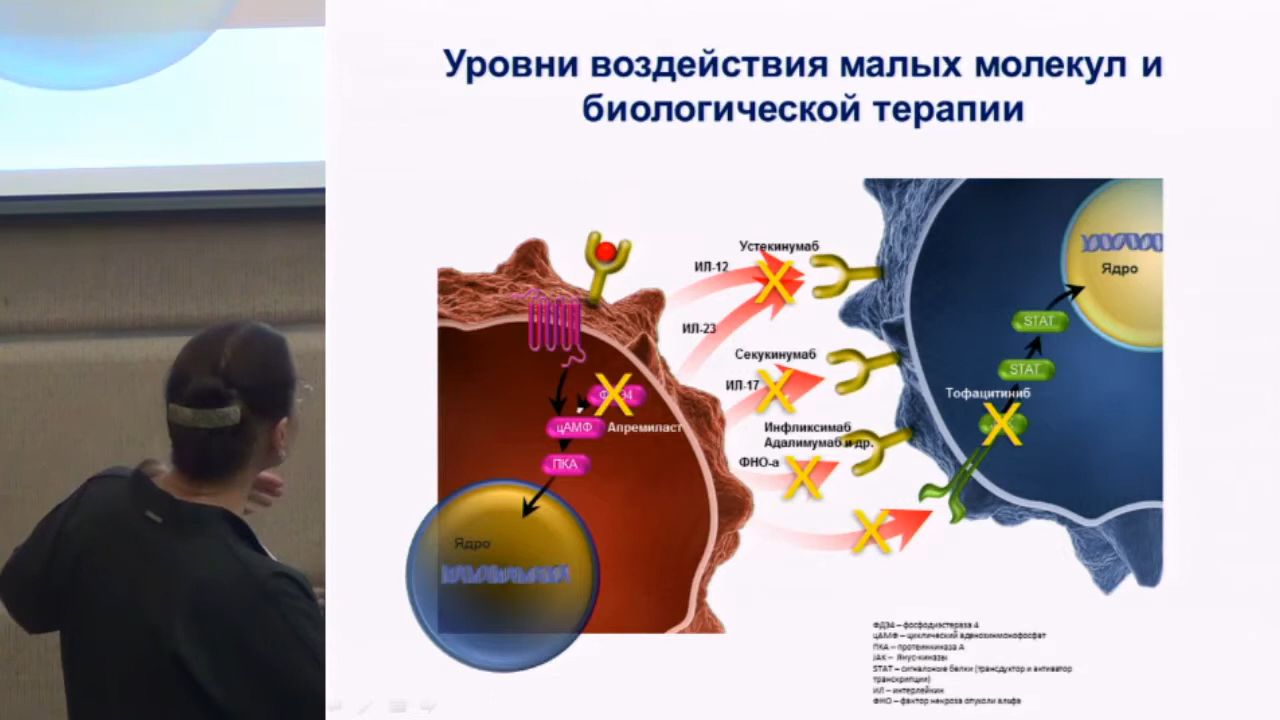 Уровни воздействия малых молекул и
биологической терапии
Устекинумаб
ИЛ-12
ИЛ-23
Ядро
STAT
Секукинумаб
ИЛ-17
STAT
Тофацитиниб
цАМФ
Апремиласт
Инфликсимаб
Адалимумаб и др.
ФНО-а
ПКА
Ядро
ФДЭ4 – фосфодиэстераза 4
цАМФ – циклический аденозинмонофосфат
ПКА – протеинкиназа А
JAK – Янус-киназы
STAT – сигнальные белки (трансдуктор и активатор
транскрипции)
ИЛ – интерлейкин
ФНО – фактор некроза опухоли альфа